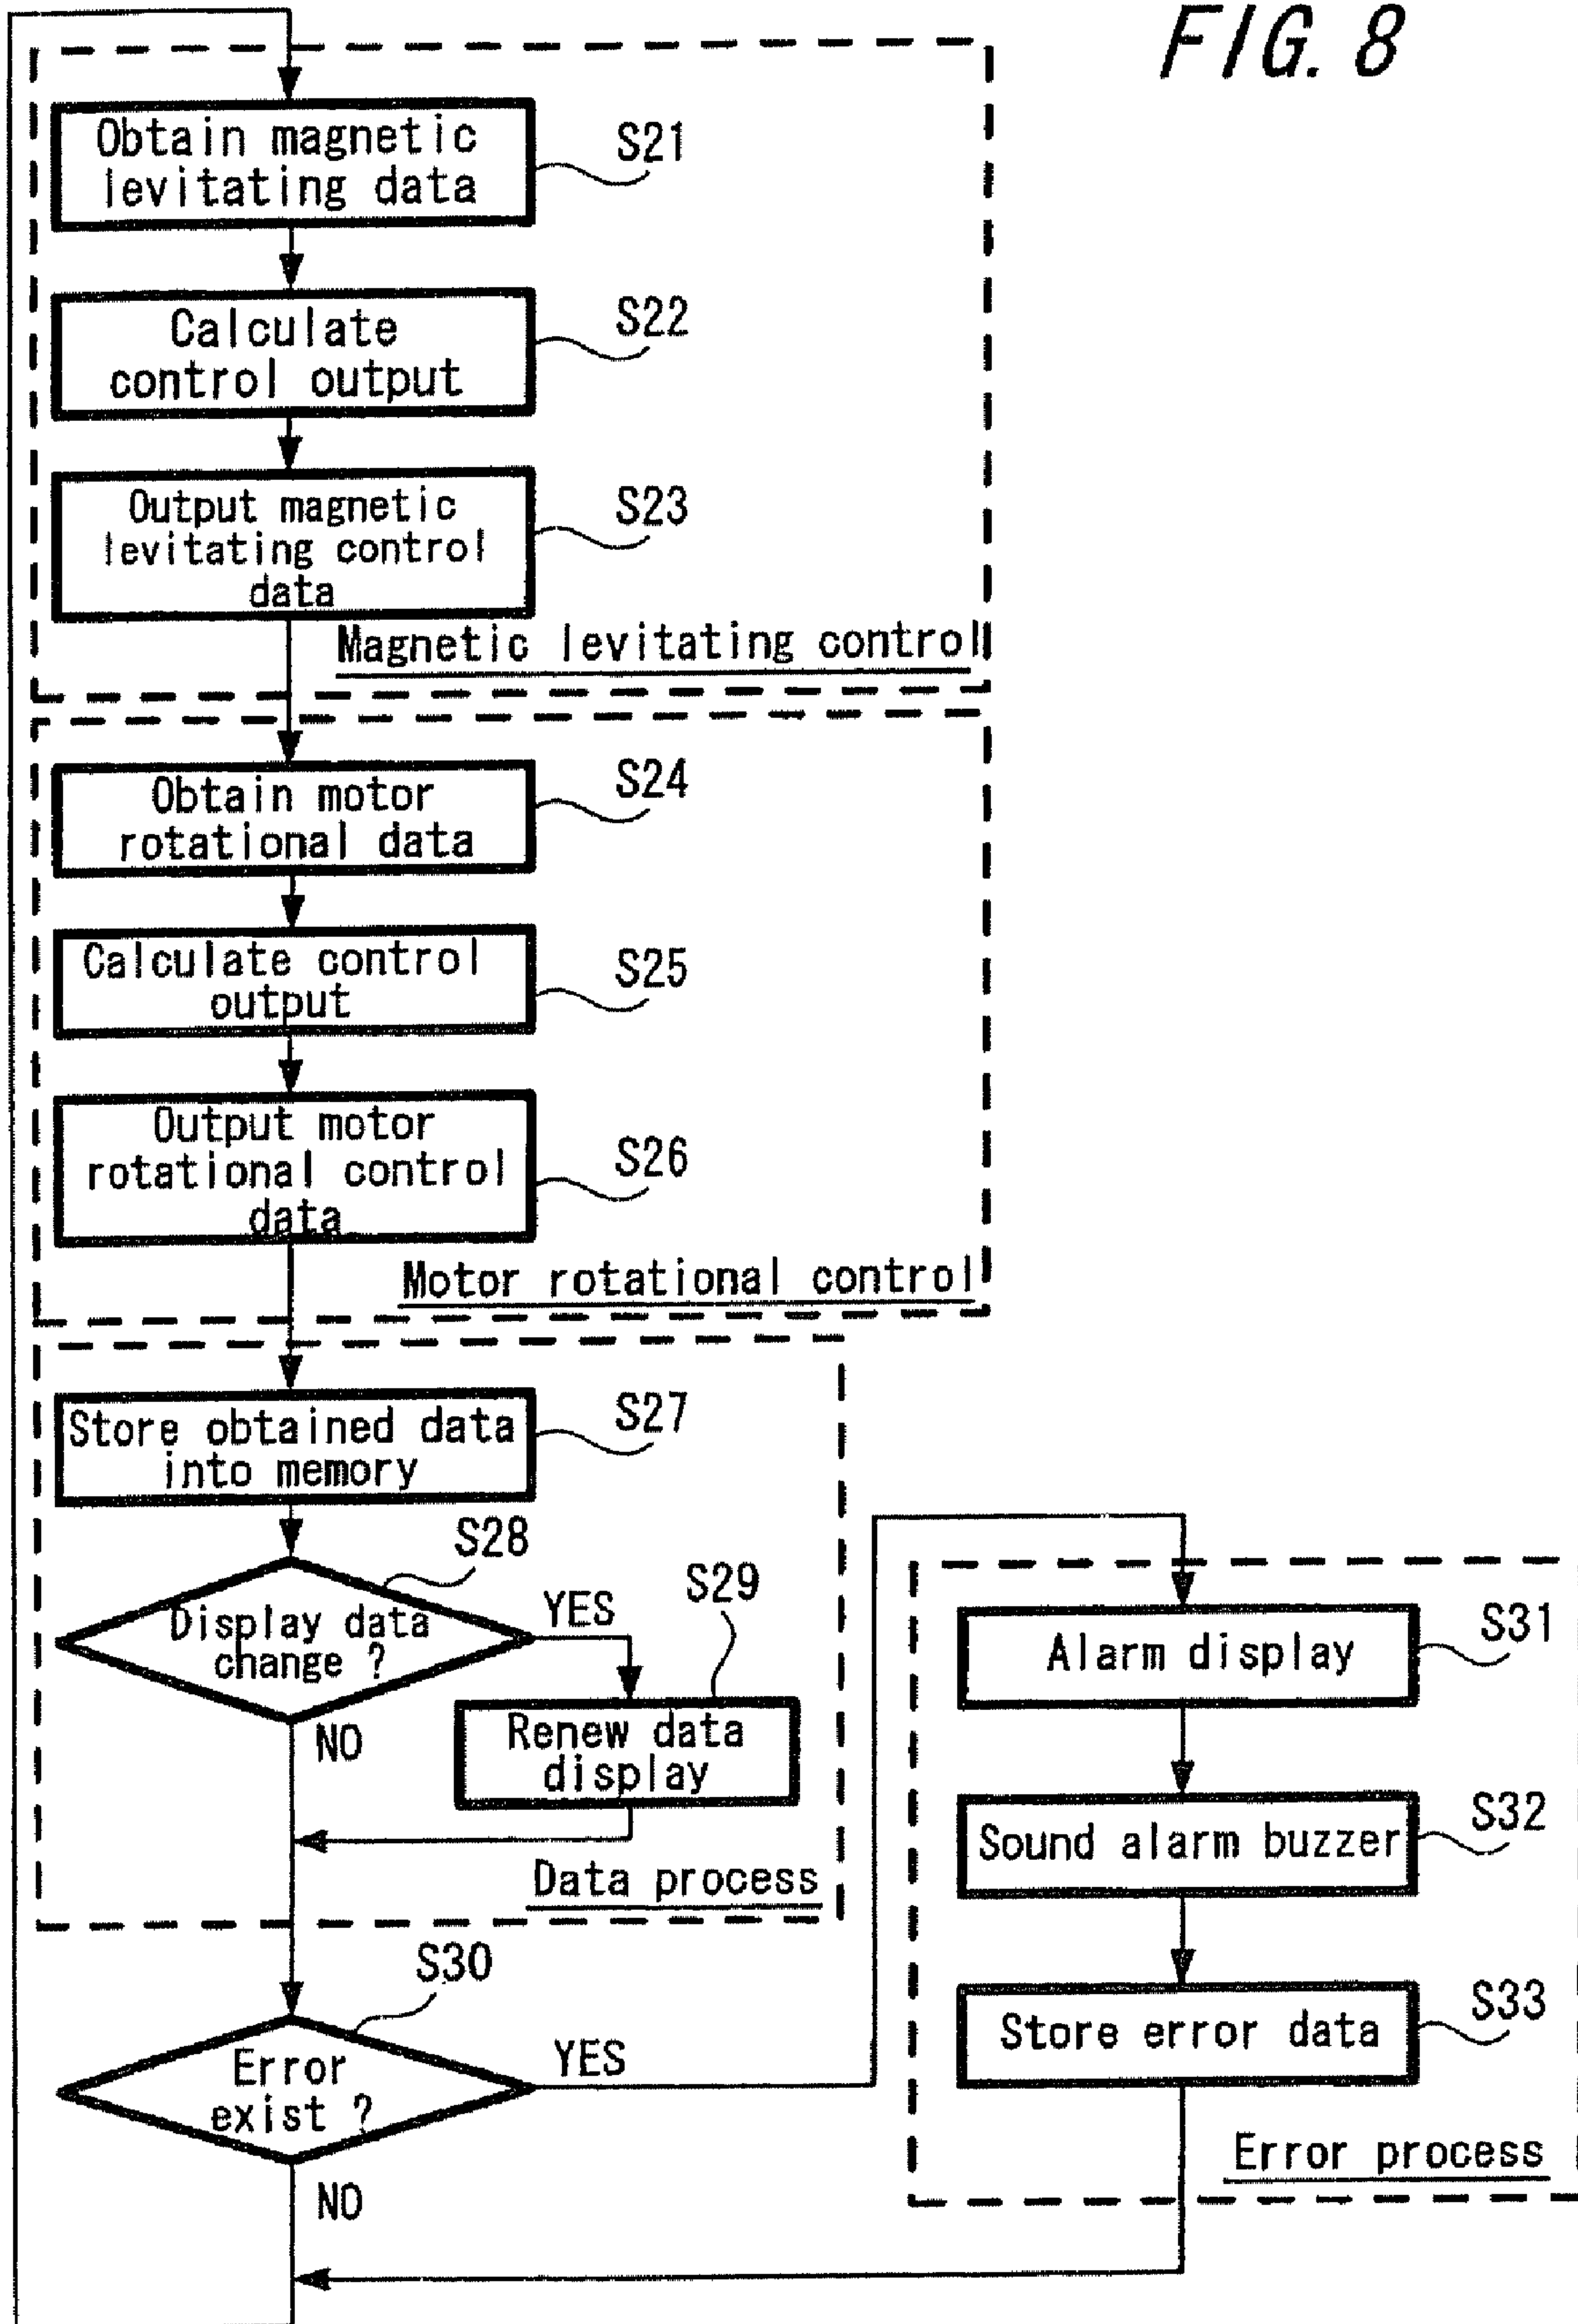 FIG. 8
Obtain magnetic
levitating data
S21
Calculate
control output
S22
Output magnetic
levitating control
data
S23
Magnetic levitating control
Obtain motor
rotational data
S24
Calculate control
output
S25
Output motor
rotational control
data
S26
Motor rotational control
Store obtained data
into memory
S27
S28
Display data
change ?
YES
NO
S29
Renew data
display
Data process
S30
Error
exist ?
YES
NO
Alarm display
S31
Sound alarm buzzer
S32
Store error data
S33
Error process